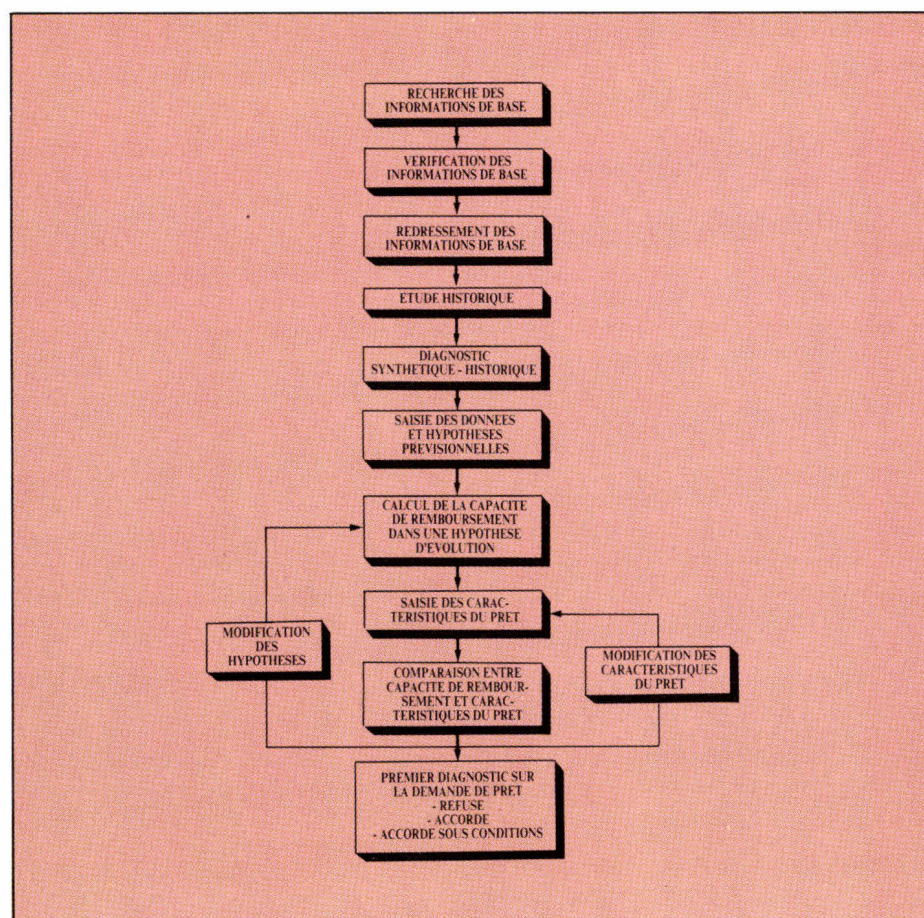 RECHERCHE DES
INFORMATIONS DE BASE
VERIFICATION DES
INFORMATIONS DE BASE
REDRESSEMENT DES
INFORMATIONS DE BASE
ETUDE HISTORIQUE
DIAGNOSTIC
SYNTHETIQUE - HISTORIQUE
SAISIE DES DONNEES
ET HYPOTHESES
PREVISIONNELLES
CALCUL DE LA CAPACITE
DE REMBOURSEMENT
DANS UNE HYPOTHESE
D'EVOLUTION
SAISIE DES CARAC-
TERISTIQUES DU PRET
MODIFICATION
DES
HYPOTHESES
MODIFICATION DES
CARACTERISTIQUES
DU PRET
COMPARAISON ENTRE
CAPACITE DE REMBOUR-
SEMENT ET CARAC-
TERISTIQUES DU PRET
PREMIER DIAGNOSTIC SUR
LA DEMANDE DE PRET
- REFUSE
- ACCORDE
- ACCORDE SOUS CONDITIONS